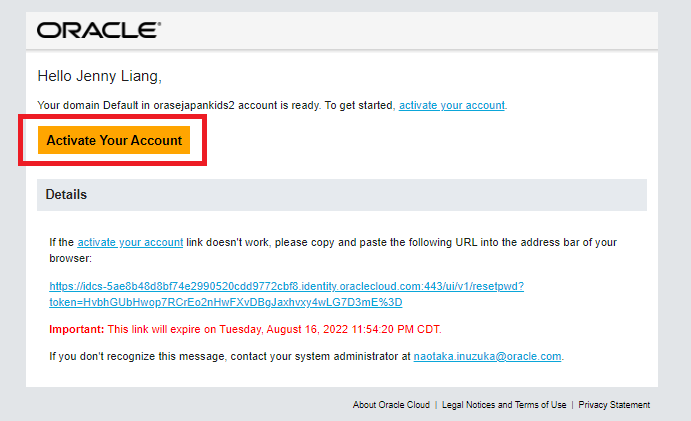 ORACLE®
Hello Jenny Liang,
Your domain Default in orasejapankids2 account is ready. To get started, activate your account.
Activate Your Account
Details
If the activate your account link doesn't work, please copy and paste the following URL into the address bar of your
browser:
https://idcs-5ae8b48d8bf74e2990520cdd9772cbf8.identity.oraclecloud.com:443/ui/v1/resetpwd?
token=HvbhGUbHwop7RCrEo2nHwFXvDBgJaxhvxy4wLG7D3mE%3D
Important: This link will expire on Tuesday, August 16, 2022 11:54:20 PM CDT.
If you don't recognize this message, contact your system administrator at naotaka.inuzuka@oracle.com.
About Oracle Cloud | Legal Notices and Terms of Use | Privacy Statement